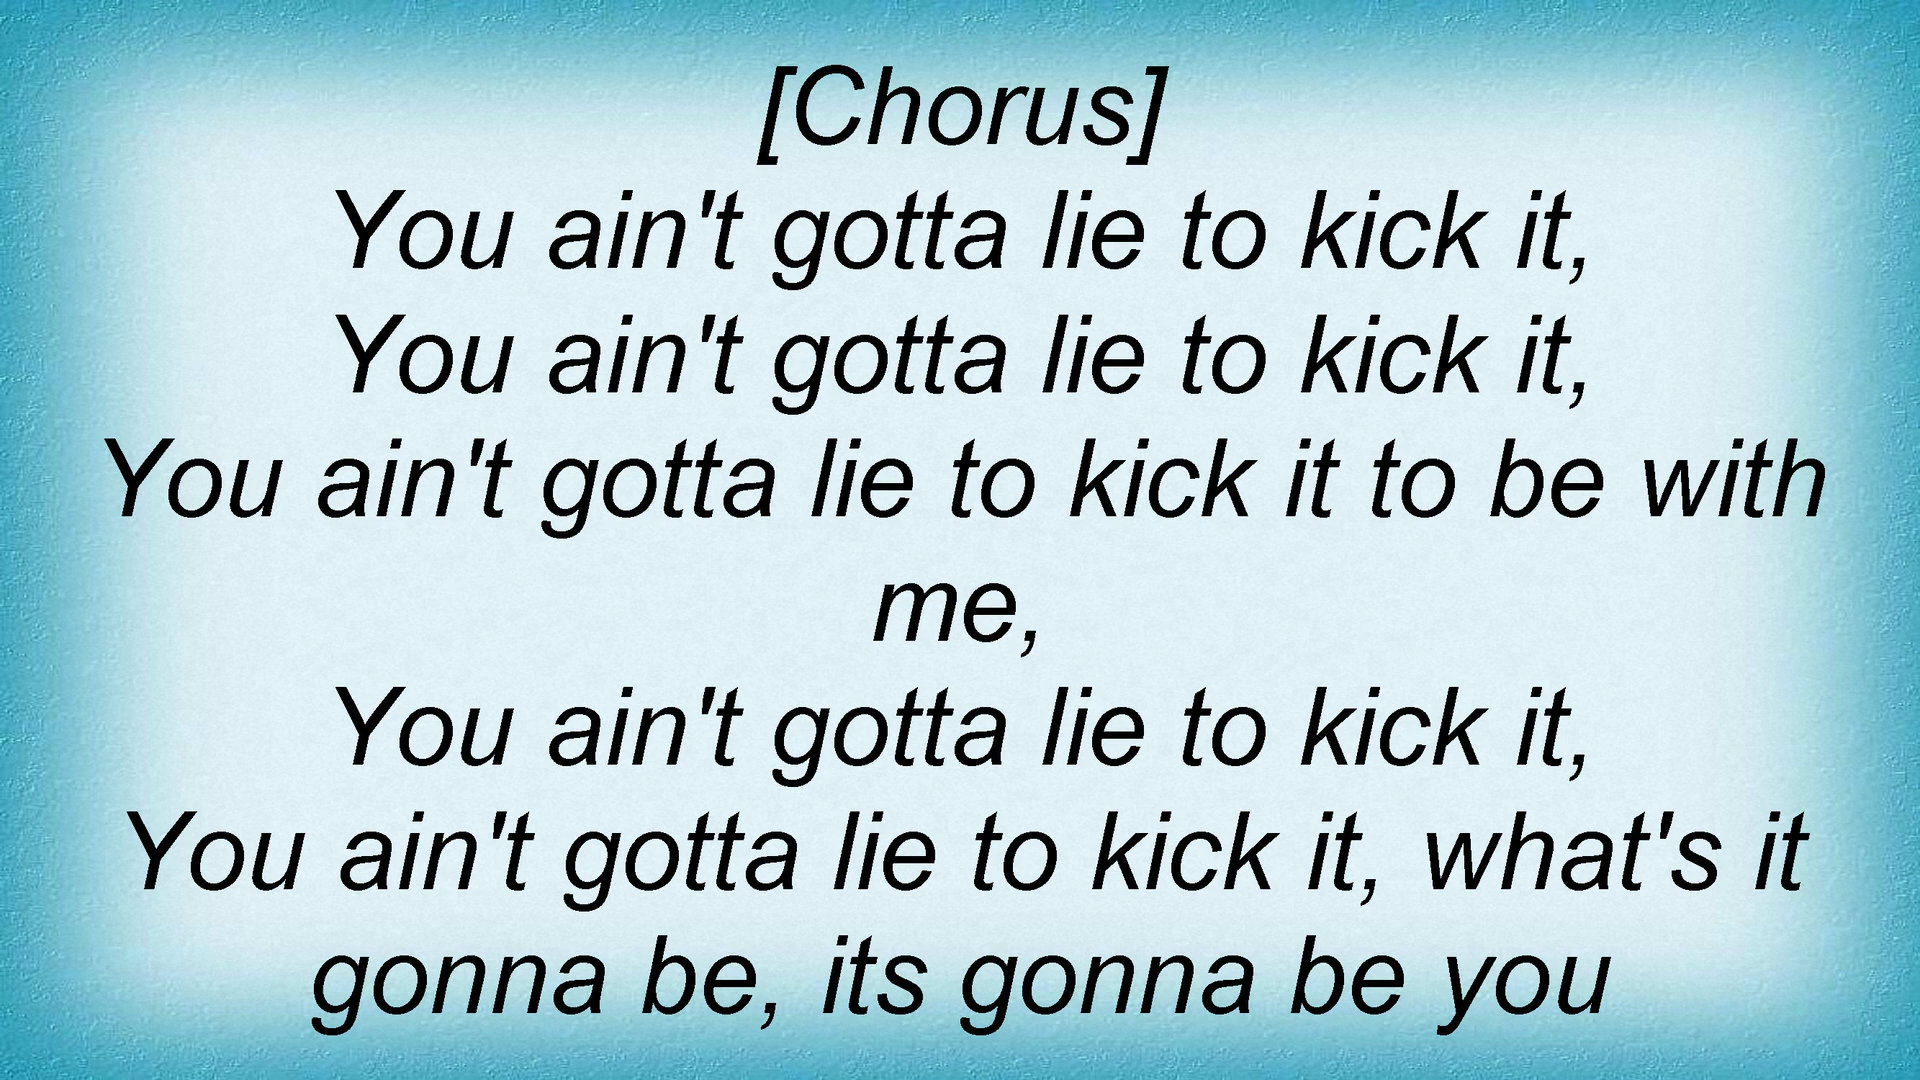 [Chorus]
You ain't gotta lie to kick it,
You ain't gotta lie to kick it,
You ain't gotta lie to kick it to be with
me,
You ain't gotta lie to kick it,
You ain't gotta lie to kick it, what's it
gonna be, its gonna be you